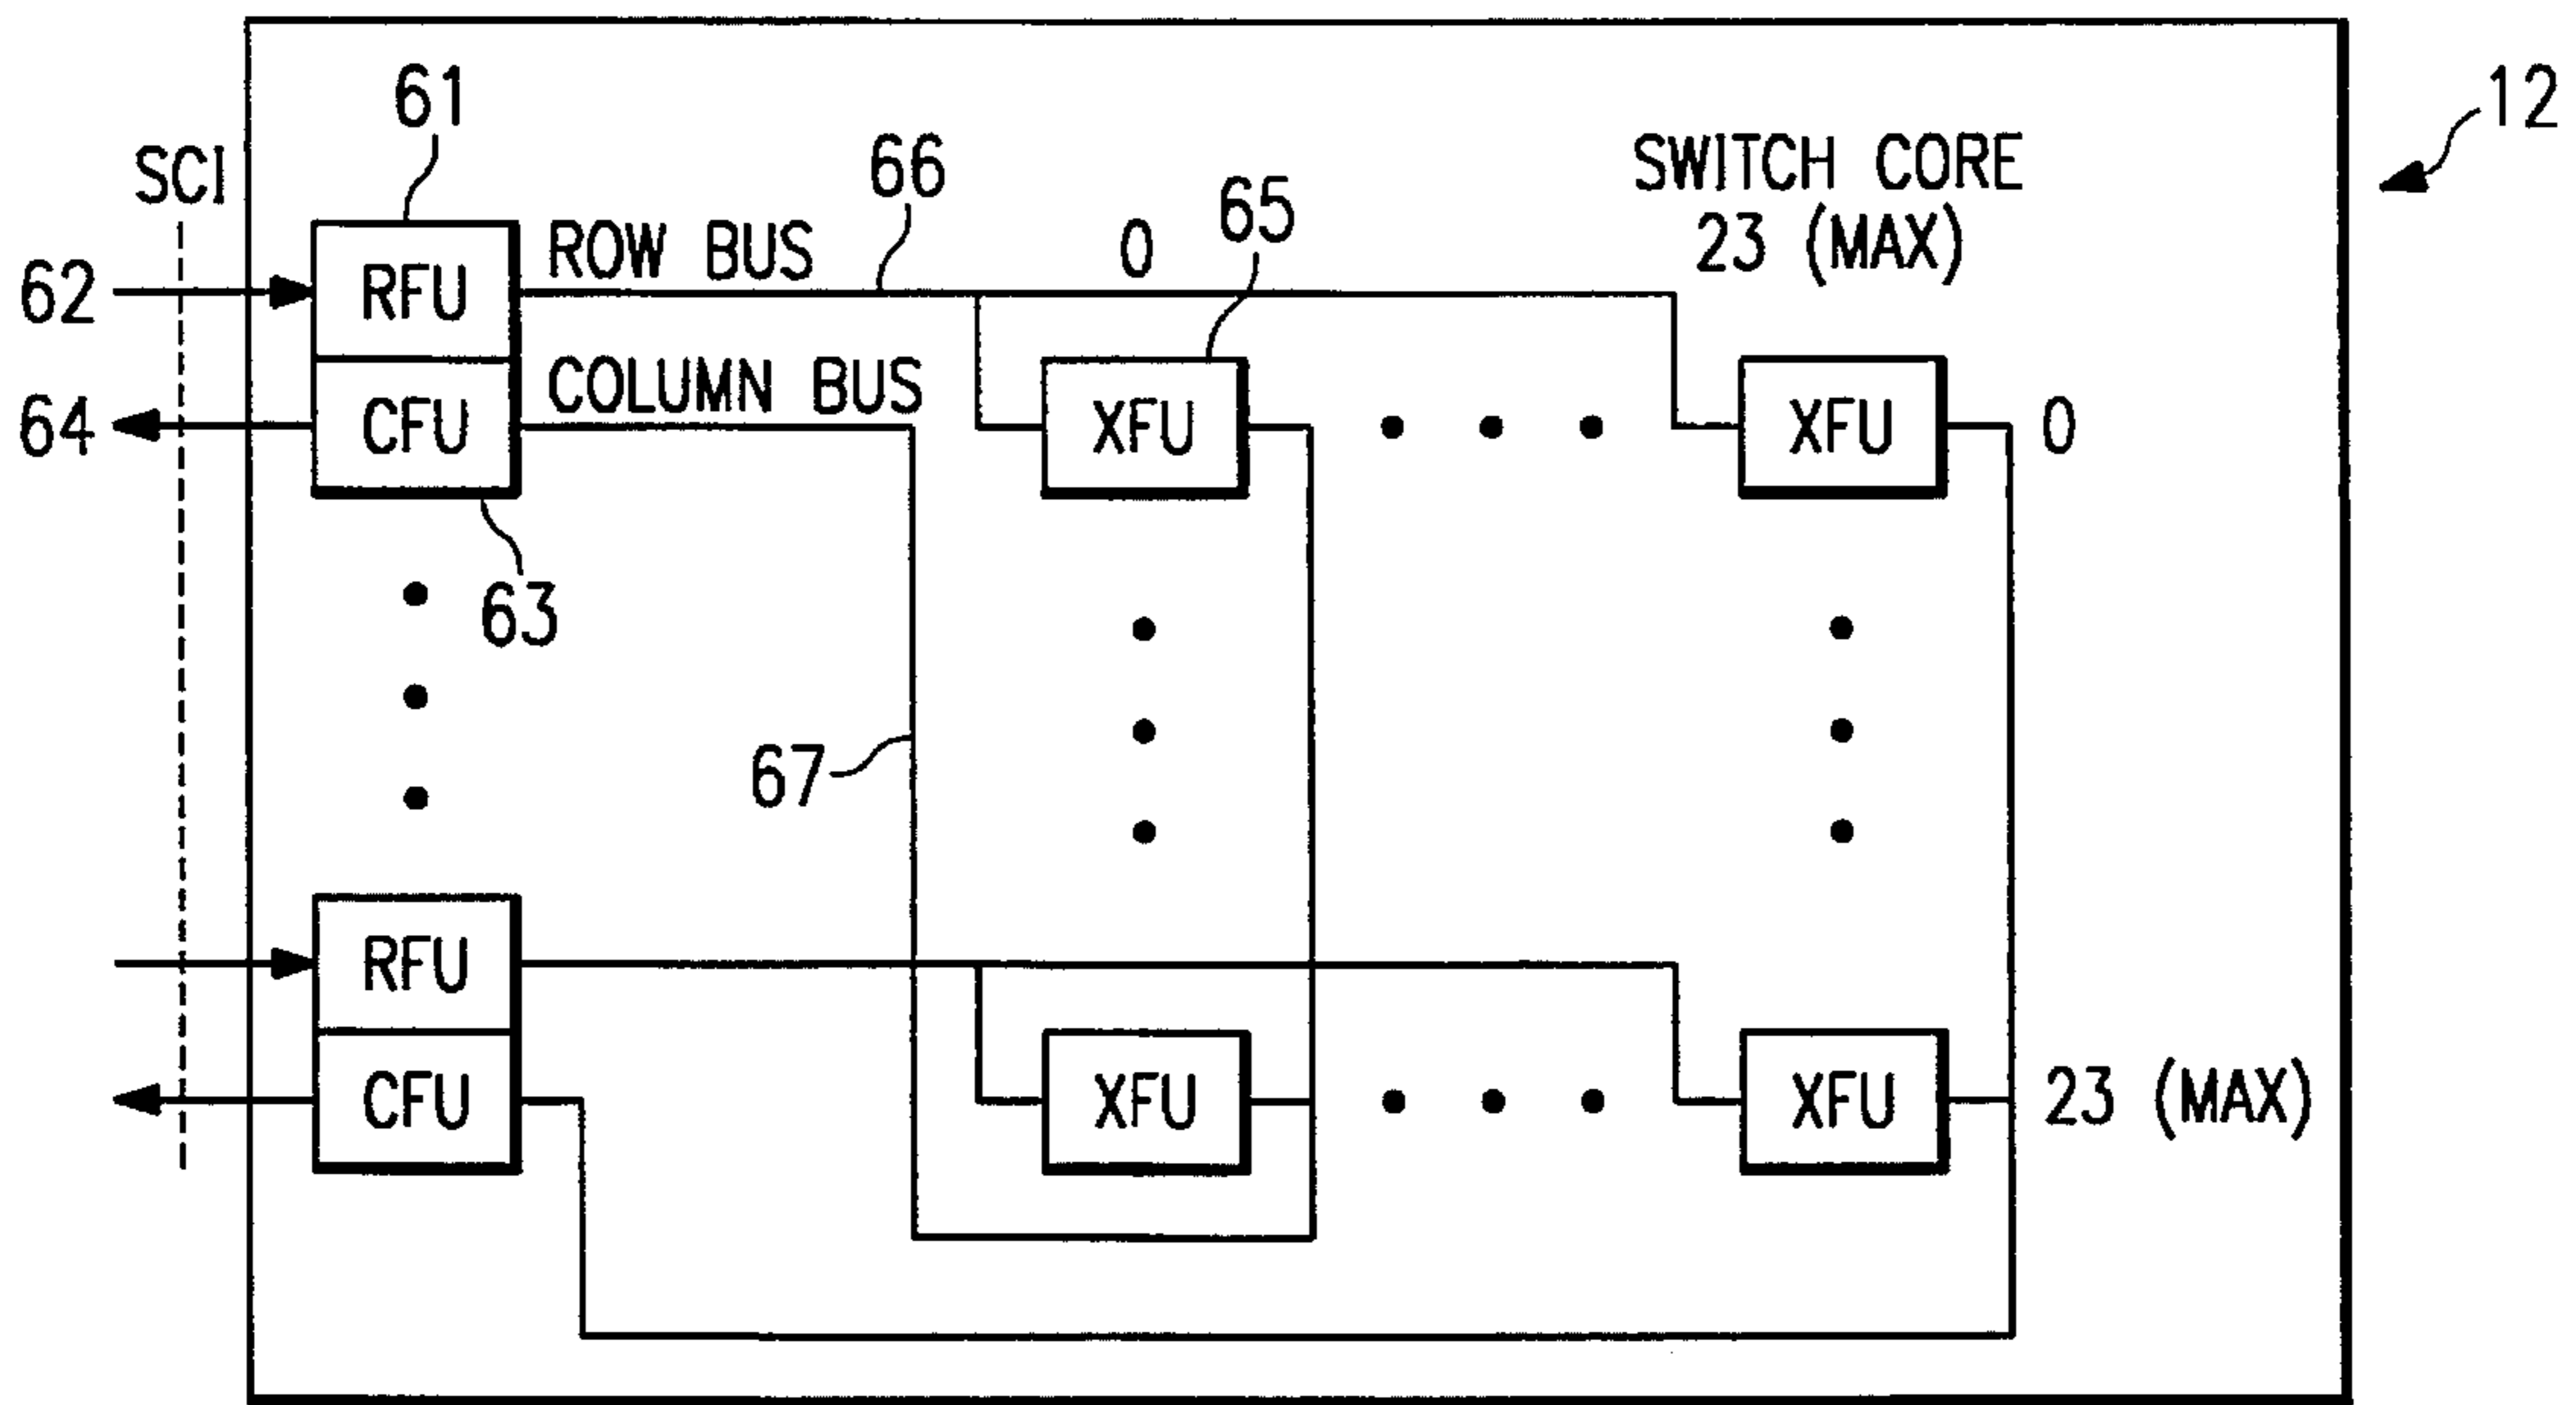 12
61
SCI
66
65
SWITCH CORE
23 (MAX)
62
RFU
ROW BUS
0
64
CFU
COLUMN BUS
XFU
XFU
0
63
67
RFU
CFU
XFU
XFU
23 (MAX)